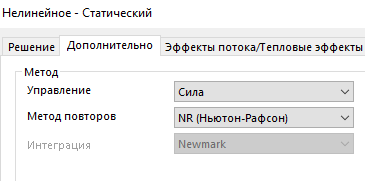 Нелинейное - Статический
Решение Дополнительно Эффекты потока/Тепловые эффекты
Метод
Управление Сила
Метод повторов NR (Ньютон-Рафсон)
Интеграция Newmark